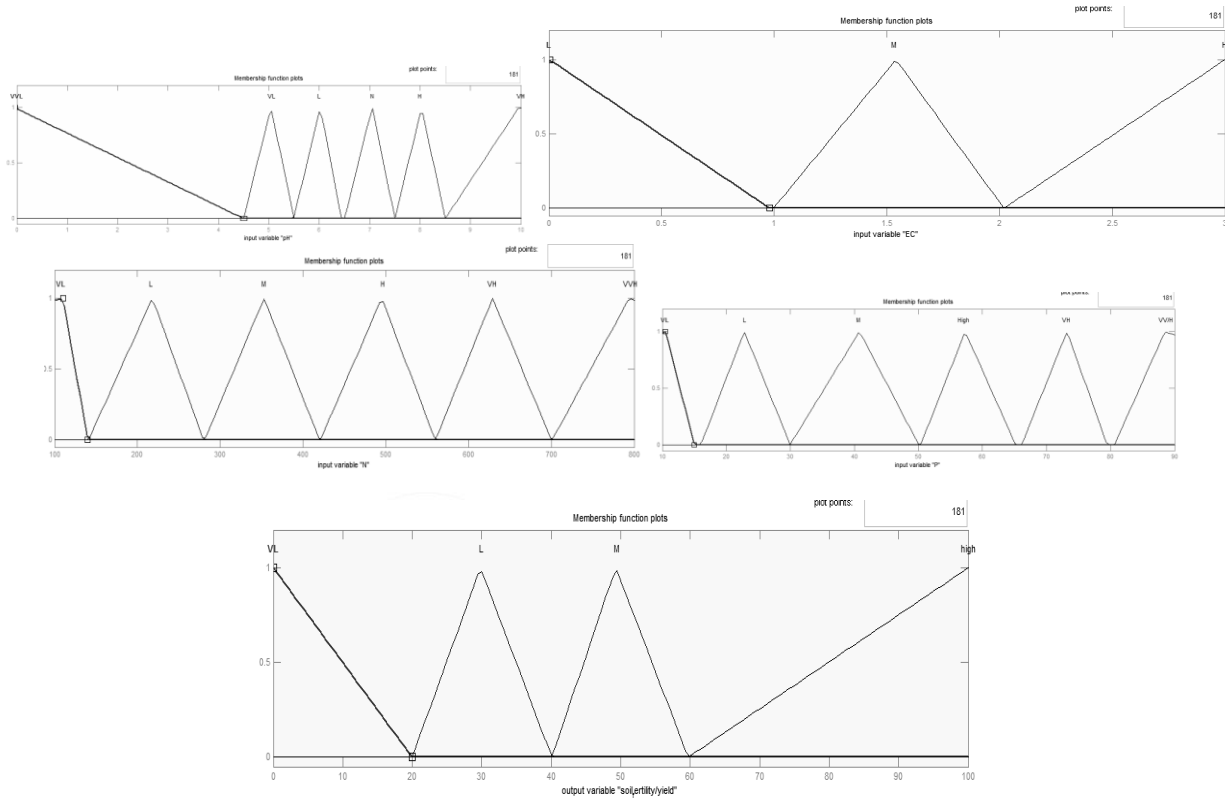 plot points: 181
Membership function plots
VVL VL L N H VH
1
0.5
0
0 1 2 3 4 5 6 7 8 9 10
input variable "pH"
plot points: 181
Membership function plots
L M H
1
0.5
0
0 0.5 1 1.5 2 2.5 3
input variable "EC"
plot points: 181
Membership function plots
VL L M H VH VVH
1
0.5
0
100 200 300 400 500 600 700 800
input variable "N"
plot points: 181
Membership function plots
VL L M High VH VVH
1
0.5
0
10 20 30 40 50 60 70 80 90
input variable "P"
plot points: 181
Membership function plots
VL L M high
1
0.5
0
0 10 20 30 40 50 60 70 80 90 100
output variable "soilfertility/yield"